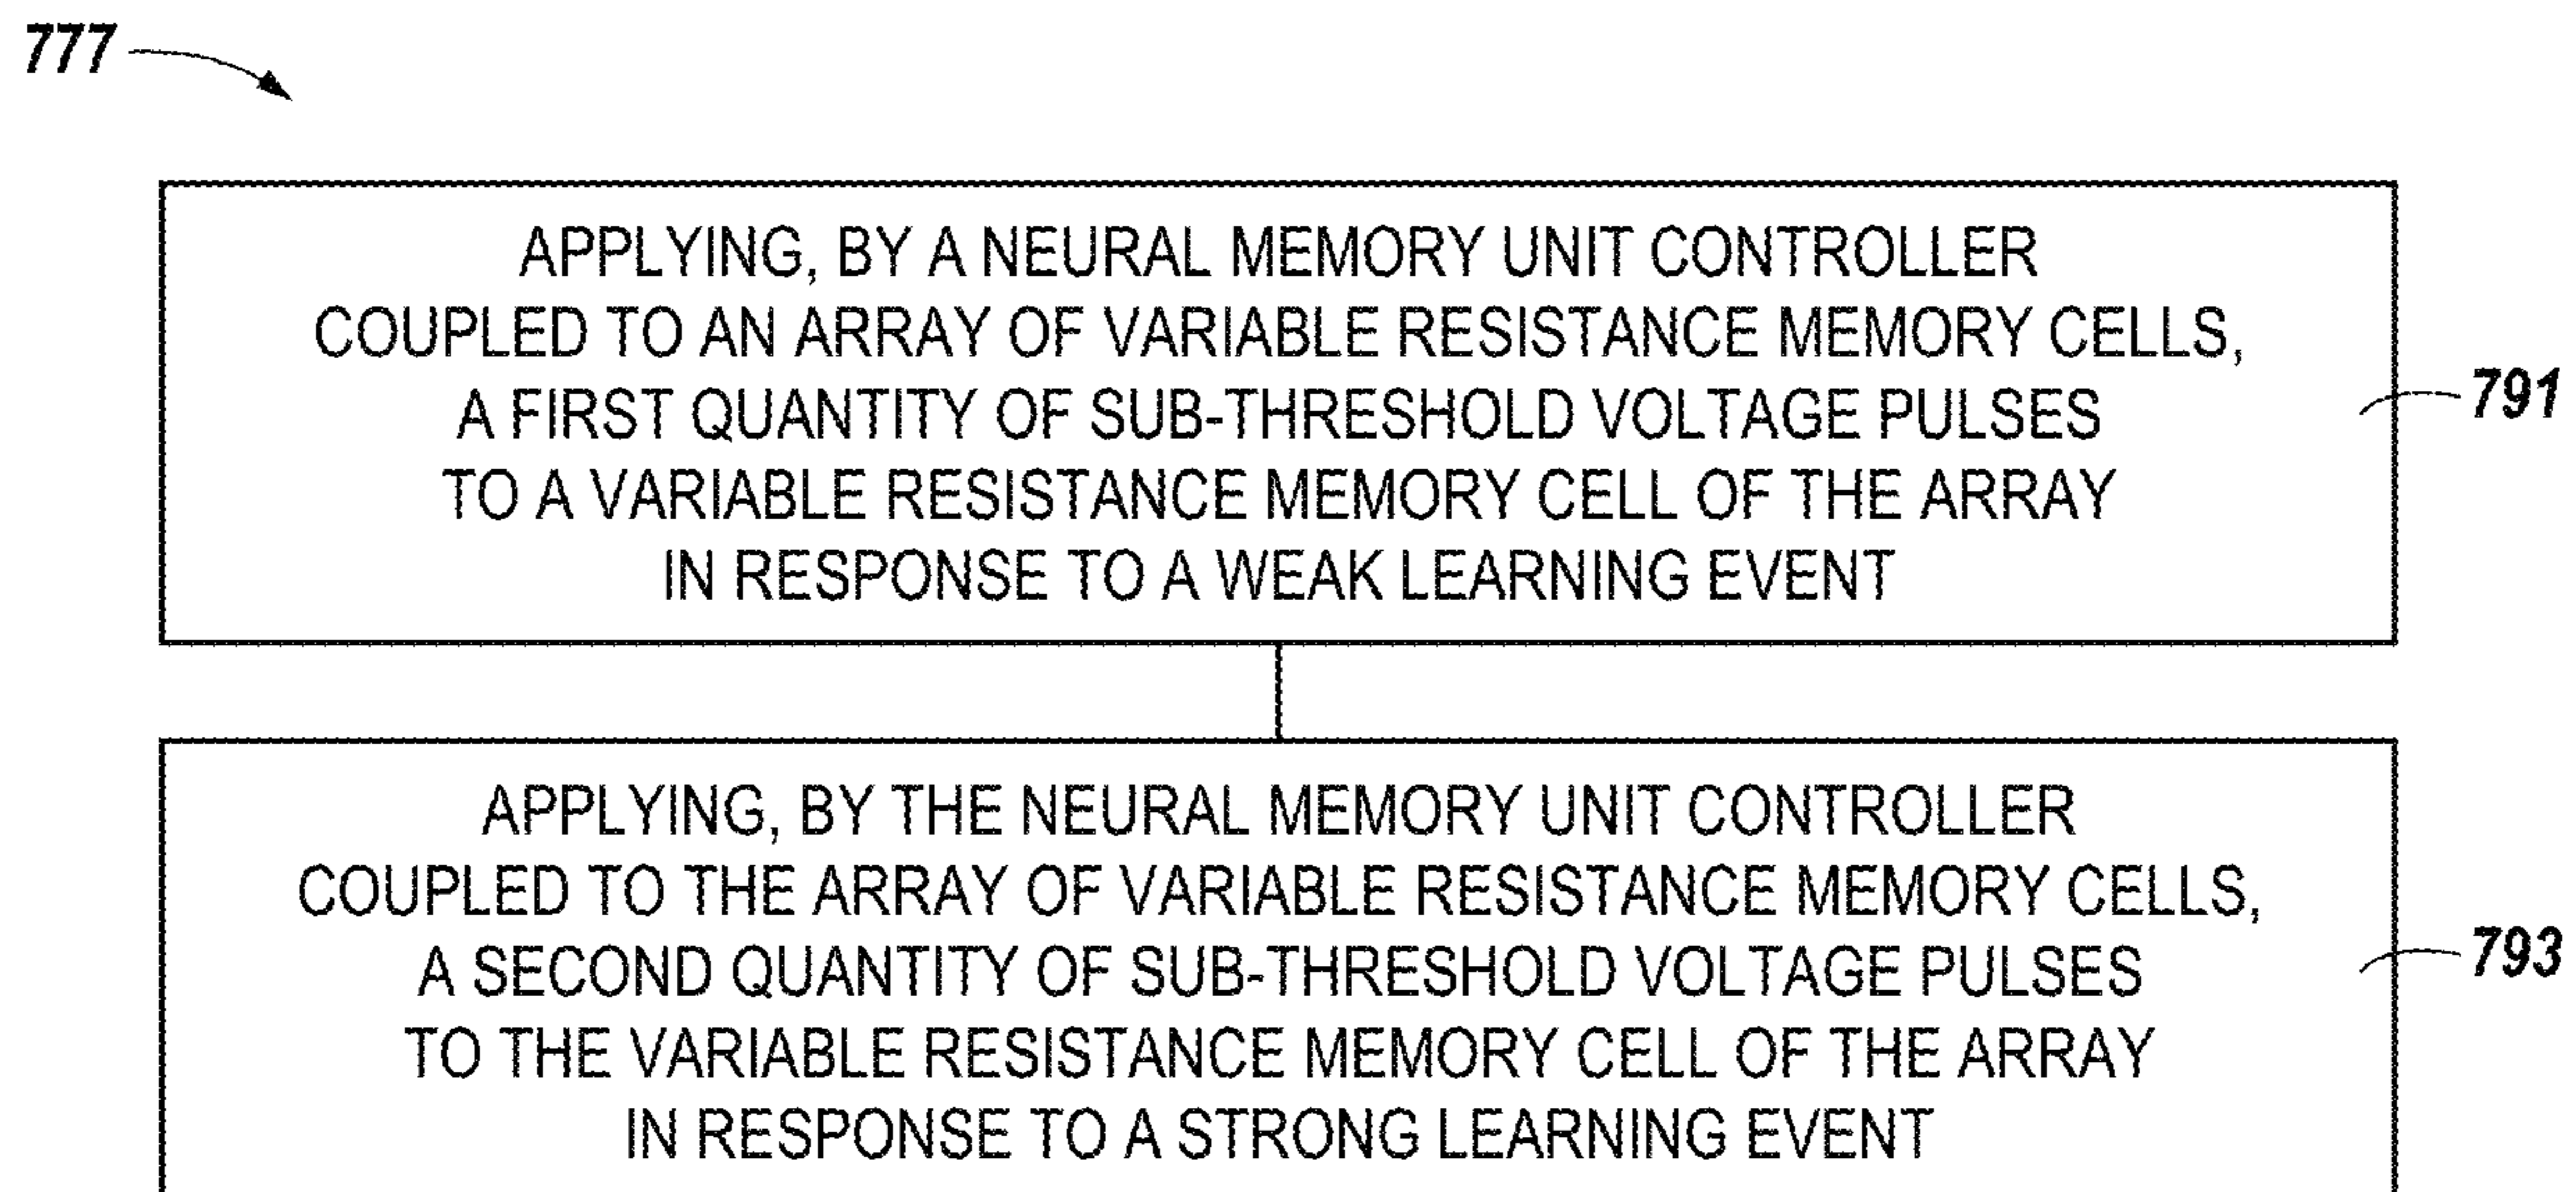 777
APPLYING, BY A NEURAL MEMORY UNIT CONTROLLER
COUPLED TO AN ARRAY OF VARIABLE RESISTANCE MEMORY CELLS,
A FIRST QUANTITY OF SUB-THRESHOLD VOLTAGE PULSES
TO A VARIABLE RESISTANCE MEMORY CELL OF THE ARRAY
IN RESPONSE TO A WEAK LEARNING EVENT
791
APPLYING, BY THE NEURAL MEMORY UNIT CONTROLLER
COUPLED TO THE ARRAY OF VARIABLE RESISTANCE MEMORY CELLS,
A SECOND QUANTITY OF SUB-THRESHOLD VOLTAGE PULSES
TO THE VARIABLE RESISTANCE MEMORY CELL OF THE ARRAY
IN RESPONSE TO A STRONG LEARNING EVENT
793